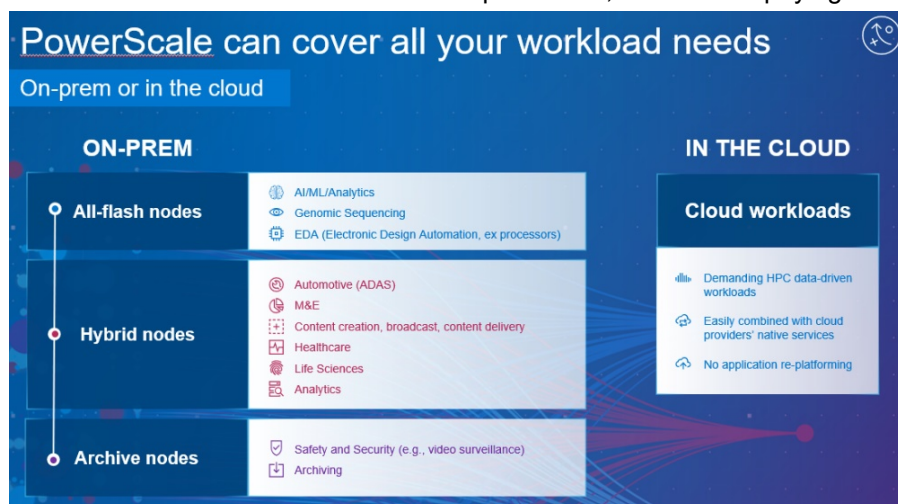 PowerScale can cover all your workload needs
On-prem or in the cloud
ON-PREM
All-flash nodes
AI/ML/Analytics
Genomic Sequencing
EDA (Electronic Design Automation, ex processors)
Hybrid nodes
Automotive (ADAS)
M&E
Content creation, broadcast, content delivery
Healthcare
Life Sciences
Analytics
Archive nodes
Safety and Security (e.g., video surveillance)
Archiving
IN THE CLOUD
Cloud workloads
Demanding HPC data-driven
workloads
Easily combined with cloud
providers' native services
No application re-platforming